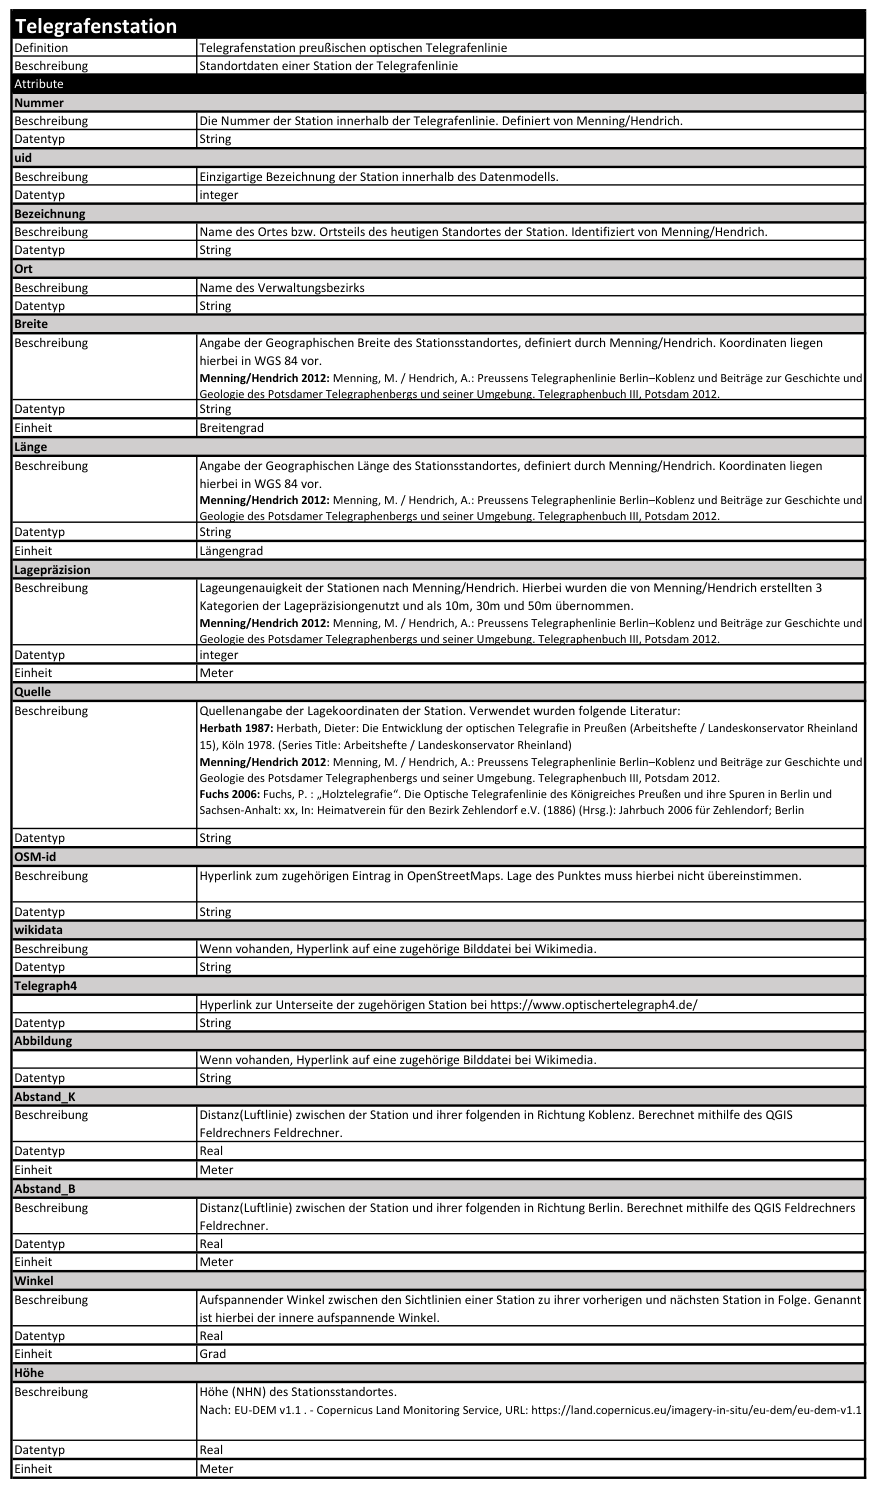 Telegrafenstation
Definition Telegrafenstation preußischen optischen Telegrafenlinie
Beschreibung Standortdaten einer Station der Telegrafenlinie
Attribute
Nummer
Beschreibung Die Nummer der Station innerhalb der Telegrafenlinie. Definiert von Menning/Hendrich.
Datentyp String
uid
Beschreibung Einzigartige Bezeichnung der Station innerhalb des Datenmodells.
Datentyp integer
Bezeichnung
Beschreibung Name des Ortes bzw. Ortsteils des heutigen Standortes der Station. Identifiziert von Menning/Hendrich.
Datentyp String
Ort
Beschreibung Name des Verwaltungsbezirks
Datentyp String
Breite
Beschreibung Angabe der Geographischen Breite des Stationsstandortes, definiert durch Menning/Hendrich. Koordinaten liegen
hierbei in WGS 84 vor.
Menning/Hendrich 2012: Menning, M. / Hendrich, A.: Preussens Telegraphenlinie Berlin–Koblenz und Beiträge zur Geschichte und
Geologie des Potsdamer Telegraphenbergs und seiner Umgebung. Telegraphenbuch III, Potsdam 2012.
Datentyp String
Einheit Breitengrad
Länge
Beschreibung Angabe der Geographischen Länge des Stationsstandortes, definiert durch Menning/Hendrich. Koordinaten liegen
hierbei in WGS 84 vor.
Menning/Hendrich 2012: Menning, M. / Hendrich, A.: Preussens Telegraphenlinie Berlin–Koblenz und Beiträge zur Geschichte und
Geologie des Potsdamer Telegraphenbergs und seiner Umgebung. Telegraphenbuch III, Potsdam 2012.
Datentyp String
Einheit Längengrad
Lagepräzision
Beschreibung Lageungenauigkeit der Stationen nach Menning/Hendrich. Hierbei wurden die von Menning/Hendrich erstellten 3
Kategorien der Lagepräziongenutzt und als 10m, 30m und 50m übernommen.
Menning/Hendrich 2012: Menning, M. / Hendrich, A.: Preussens Telegraphenlinie Berlin–Koblenz und Beiträge zur Geschichte und
Geologie des Potsdamer Telegraphenbergs und seiner Umgebung. Telegraphenbuch III, Potsdam 2012.
Datentyp integer
Einheit Meter
Quelle
Beschreibung Quellenangabe der Lagekoordinaten der Station. Verwendet wurden folgende Literatur:
Herbath 1987: Herbath, Dieter: Die Entwicklung der optischen Telegrafie in Preußen (Arbeitshefte / Landeskonservator Rheinland
15), Köln 1978. (Series Title: Arbeitshefte / Landeskonservator Rheinland)
Menning/Hendrich 2012: Menning, M. / Hendrich, A.: Preussens Telegraphenlinie Berlin–Koblenz und Beiträge zur Geschichte und
Geologie des Potsdamer Telegraphenbergs und seiner Umgebung. Telegraphenbuch III, Potsdam 2012.
Fuchs 2006: Fuchs, P. : „Holztelegrafie“. Die Optische Telegrafenlinie des Königreiches Preußen und ihre Spuren in Berlin und
Sachsen-Anhalt: xx, In: Heimatverein für den Bezirk Zehlendorf e.V. (1886) (Hrsg.): Jahrbuch 2006 für Zehlendorf; Berlin
Datentyp String
OSM-id
Beschreibung Hyperlink zum zugehörigen Eintrag in OpenStreetMaps. Lage des Punktes muss hierbei nicht übereinstimmen.
Datentyp String
wikidata
Beschreibung Wenn vohanden, Hyperlink auf eine zugehörige Bilddatei bei Wikimedia.
Datentyp String
Telegraph4
Hyperlink zur Unterseite der zugehörigen Station bei https://www.optischertelegraph4.de/
Datentyp String
Abbildung
Wenn vohanden, Hyperlink auf eine zugehörige Bilddatei bei Wikimedia.
Datentyp String
Abstand_K
Beschreibung Distanz(Luftlinie) zwischen der Station und ihrer folgenden in Richtung Koblenz. Berechnet mithilfe des QGIS
Feldrechners Feldrechner.
Datentyp Real
Einheit Meter
Abstand_B
Beschreibung Distanz(Luftlinie) zwischen der Station und ihrer folgenden in Richtung Berlin. Berechnet mithilfe des QGIS Feldrechners
Feldrechner.
Datentyp Real
Einheit Meter
Winkel
Beschreibung Aufspannender Winkel zwischen den Sichtlinien einer Station zu ihrer vorherigen und nächsten Station in Folge. Genannt
ist hierbei der innere aufspannende Winkel.
Datentyp Real
Einheit Grad
Höhe
Beschreibung Höhe (NHN) des Stationsstandortes.
Nach: EU-DEM v1.1 . - Copernicus Land Monitoring Service, URL: https://land.copernicus.eu/imagery-in-situ/eu-dem/eu-dem-v1.1
Datentyp Real
Einheit Meter